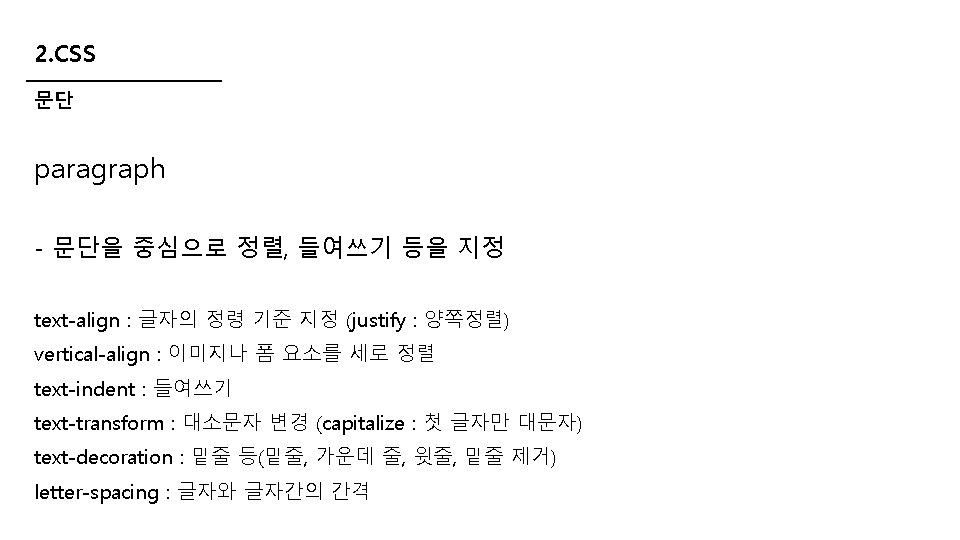 2.CSS
문단
paragraph
- 문단을 중심으로 정렬, 들여쓰기 등을 지정
text-align : 글자의 정령 기준 지정 (justify : 양쪽정렬)
vertical-align : 이미지나 폼 요소를 세로 정렬
text-indent : 들여쓰기
text-transform : 대소문자 변경 (capitalize : 첫 글자만 대문자)
text-decoration : 밑줄 등(밑줄, 가운데 줄, 윗줄, 밑줄 제거)
letter-spacing : 글자와 글자간의 간격